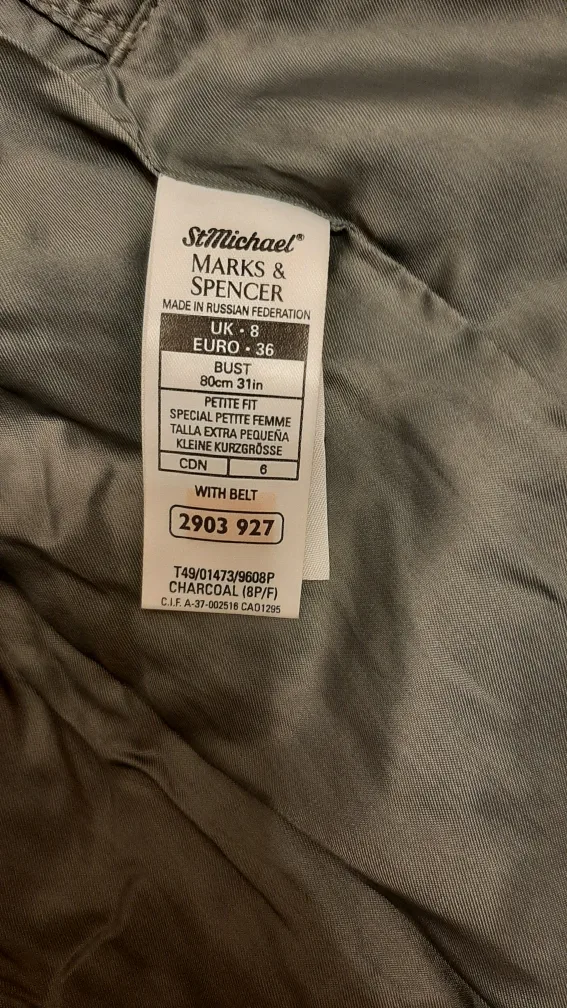 StMichael®
MARKS &
SPENCER
MADE IN RUSSIAN FEDERATION
UK • 8
EURO • 36
BUST
80cm 31in
PETITE FIT
SPECIAL PETITE FEMME
TALLA EXTRA PEQUEÑA
KLEINE KURZGRÖSSE
CDN 6
WITH BELT
2903 927
T49/01473/9608P
CHARCOAL (8P/F)
C.I.F. A-37-002516 CA01295